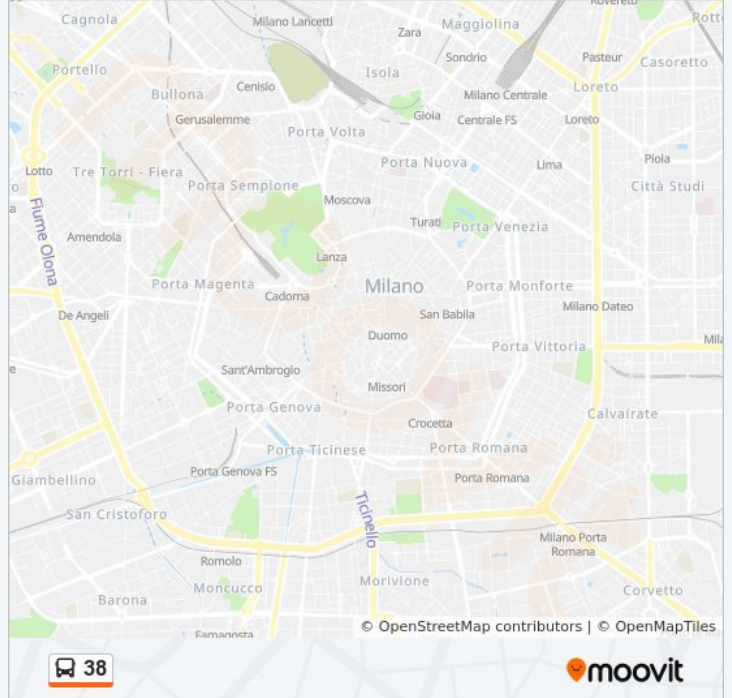 Rovereto
Cagnola
Milano Lancetti
Maggiolina
Rott
Zara
Sondrio
Pasteur
Casoretto
Portello
Isola
Cenisio
Bullona
Milano Centrale
Loreto
Gerusalemme
Gioia
Centrale FS
Loreto
Porta Volta
Piola
Lotto
Tre Torri - Fiera
Porta Nuova
Lima
o
Porta Sempione
Città Studi
a
Moscova
Turati
Porta Venezia
Fiume Olona
Amendola
Lanza
Porta Magenta
Milano
Porta Monforte
Cadorna
De Angeli
San Babila
Milano Dateo
Duomo
Porta Vittoria
Mila
e
Sant'Ambrogio
Missori
Porta Genova
Crocetta
Calvairate
Porta Ticinese
Porta Romana
Porta Genova FS
Porta Romana
Giambellino
Ticinello
San Cristoforo
Milano Porta
Romana
Romolo
Morivione
Moncucco
Corvetto
Barona
Famagosta
© OpenStreetMap contributors | © OpenMapTiles
38
moovit